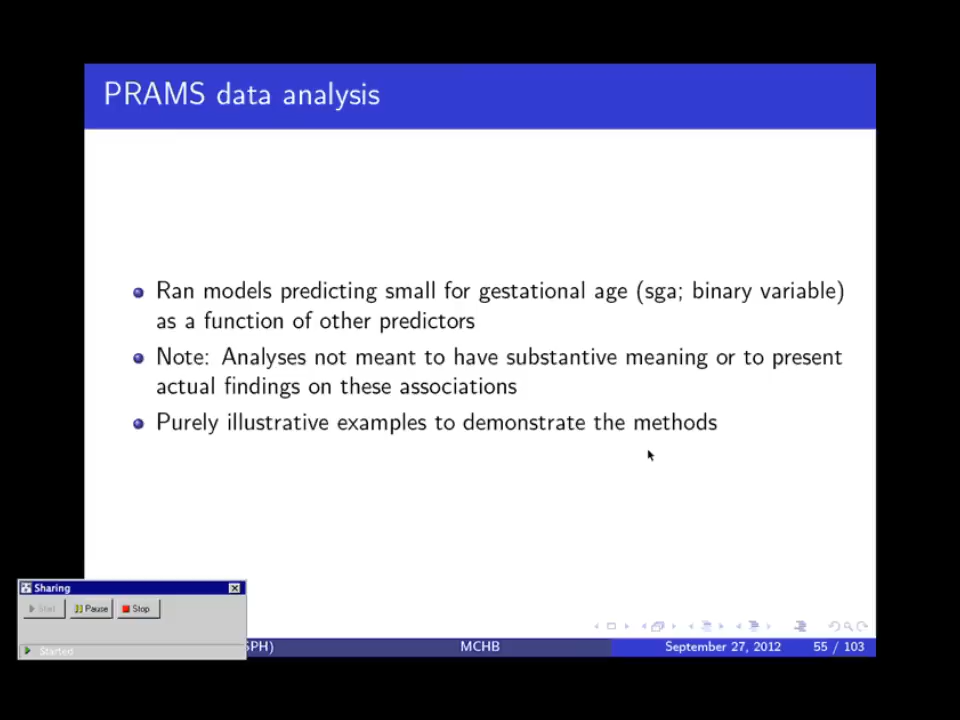 PRAMS data analysis
Ran models predicting small for gestational age (sga; binary variable)
as a function of other predictors
Note: Analyses not meant to have substantive meaning or to present
actual findings on these associations
Purely illustrative examples to demonstrate the methods
Sharing
Start Pause Stop
Started
SPH) MCHB September 27, 2012 55 / 103